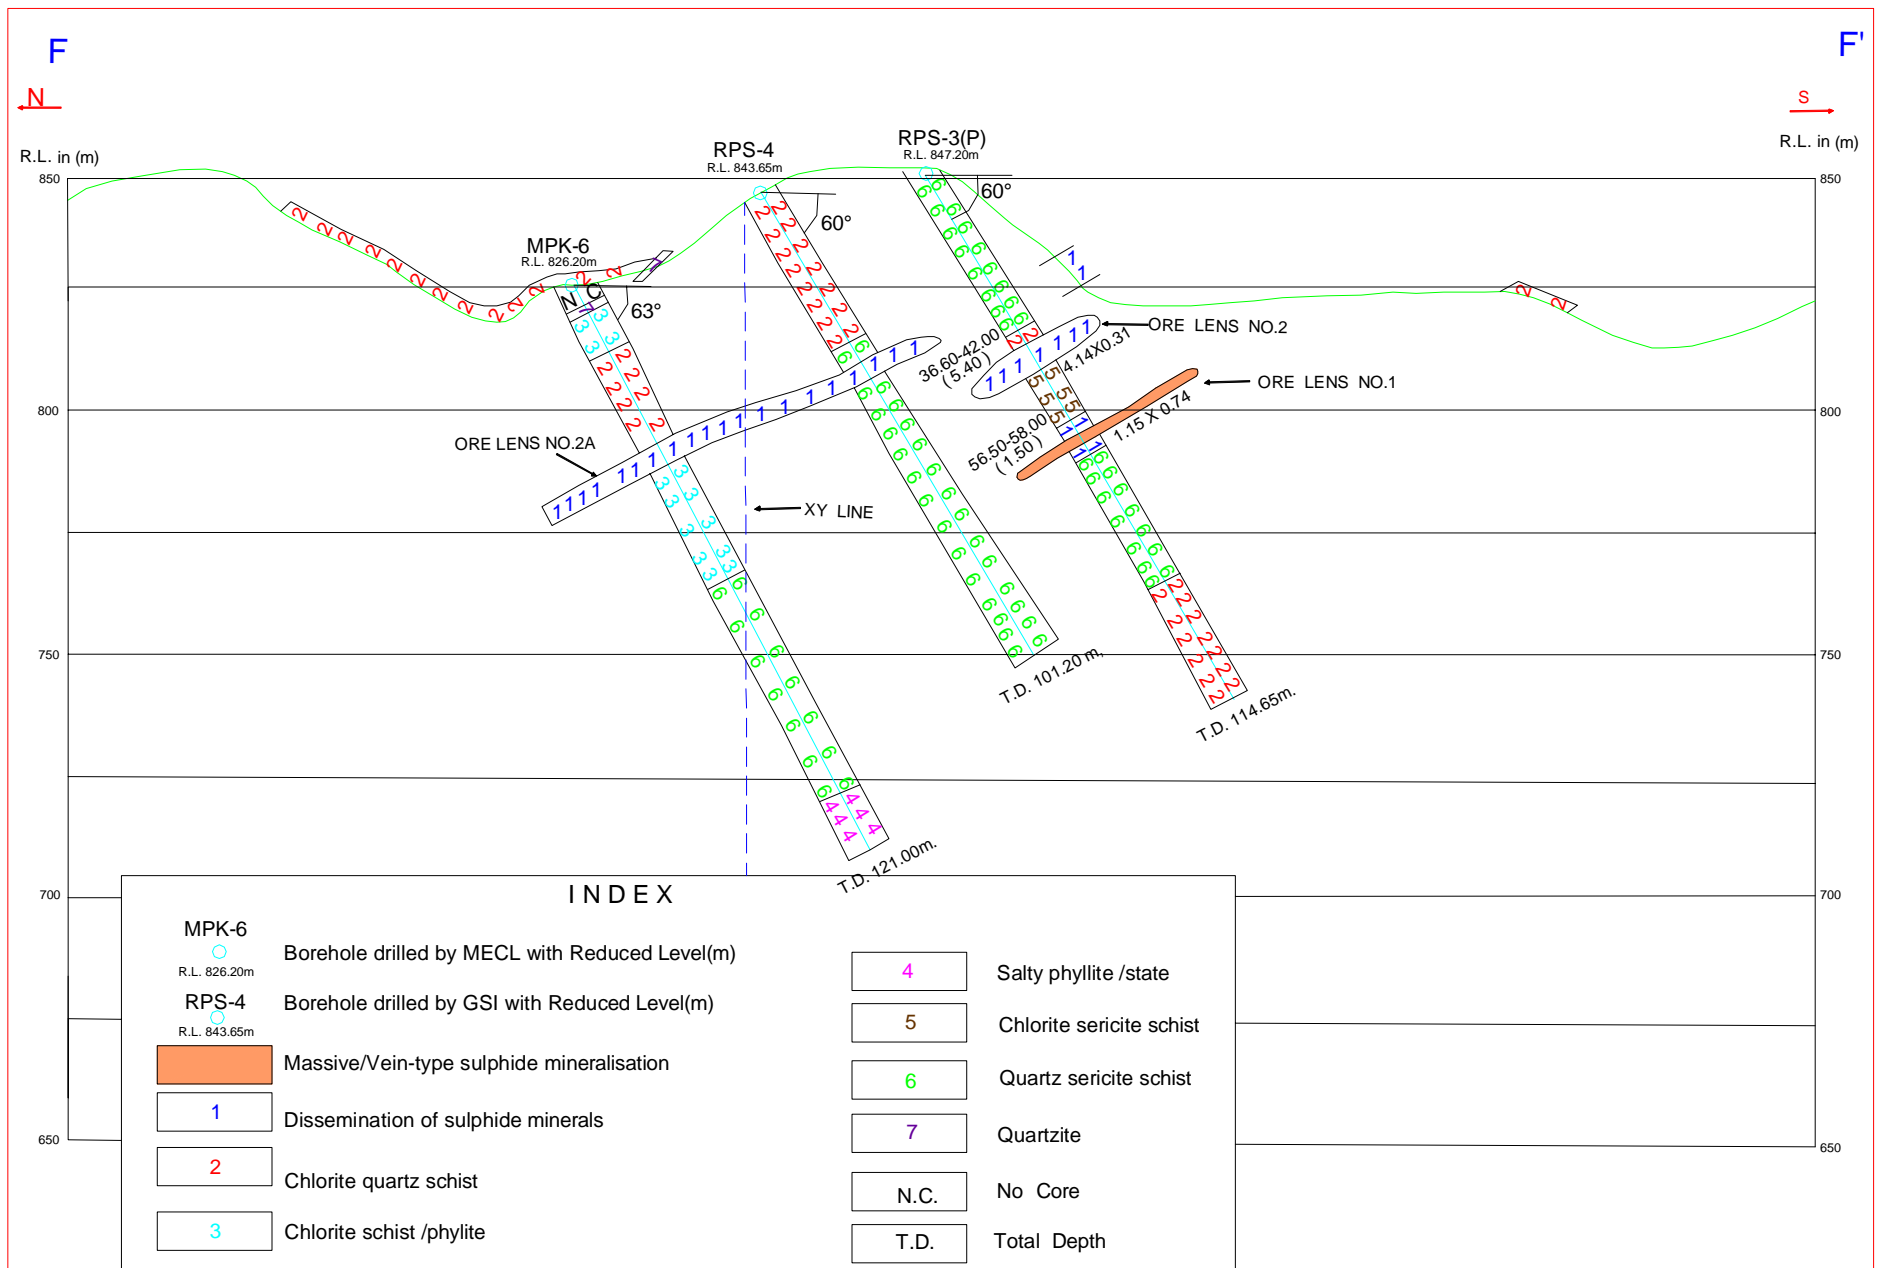 F
F'
N
S
R.L. in (m)
R.L. in (m)
RPS-4
R.L. 843.65m
RPS-3(P)
R.L. 847.20m
MPK-6
R.L. 826.20m
850
850
60°
60°
63°
N C
7
7
1 1
36.60-42.00
(5.40)
4.14X0.31
ORE LENS NO.2
ORE LENS NO.1
1.15 X 0.74
56.50-58.00
(1.50)
800
800
ORE LENS NO.2A
XY LINE
750
750
T.D. 101.20 m,
T.D. 114.65m.
T.D. 121.00m.
700
700
650
650
INDEX
MPK-6
R.L. 826.20m
Borehole drilled by MECL with Reduced Level(m)
RPS-4
R.L. 843.65m
Borehole drilled by GSI with Reduced Level(m)
Massive/Vein-type sulphide mineralisation
1 Dissemination of sulphide minerals
2 Chlorite quartz schist
3 Chlorite schist /phylite
4 Salty phyllite /state
5 Chlorite sericite schist
6 Quartz sericite schist
7 Quartzite
N.C. No Core
T.D. Total Depth